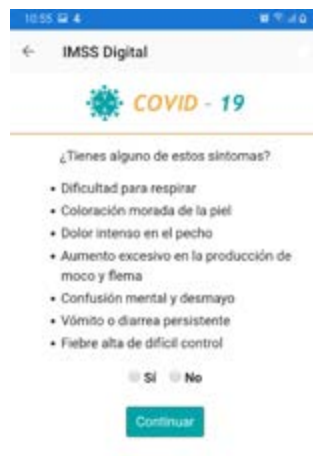 10:55
IMSS Digital
COVID - 19
¿Tienes alguno de estos síntomas?
• Dificultad para respirar
• Coloración morada de la piel
• Dolor intenso en el pecho
• Aumento excesivo en la producción de
moco y flema
• Confusión mental y desmayo
• Vómito o diarrea persistente
• Fiebre alta de difícil control
Sí No
Continuar